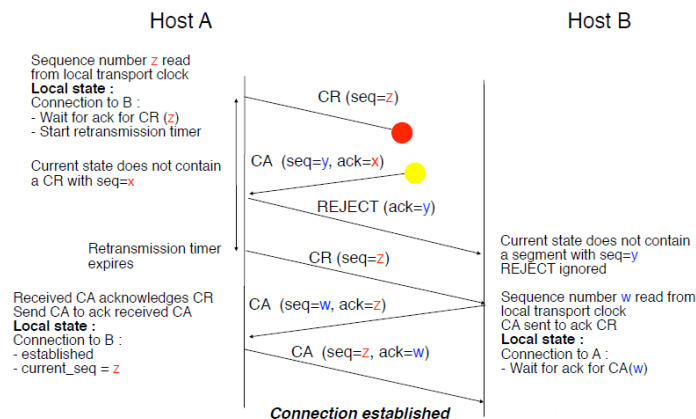 Host A
Host B
Sequence number z read
from local transport clock
Local state :
Connection to B :
- Wait for ack for CR (z)
- Start retransmission timer
CR (seq=z)
Current state does not contain
a CR with seq=x
CA (seq=y, ack=x)
REJECT (ack=y)
Current state does not contain
a segment with seq=y
REJECT ignored
Retransmission timer
expires
CR (seq=z)
Received CA acknowledges CR
Send CA to ack received CA
Local state :
Connection to B :
- established
- current_seq = z
CA (seq=w, ack=z)
Sequence number w read from
local transport clock
CA sent to ack CR
Local state :
Connection to A :
- Wait for ack for CA(w)
CA (seq=z, ack=w)
Connection established